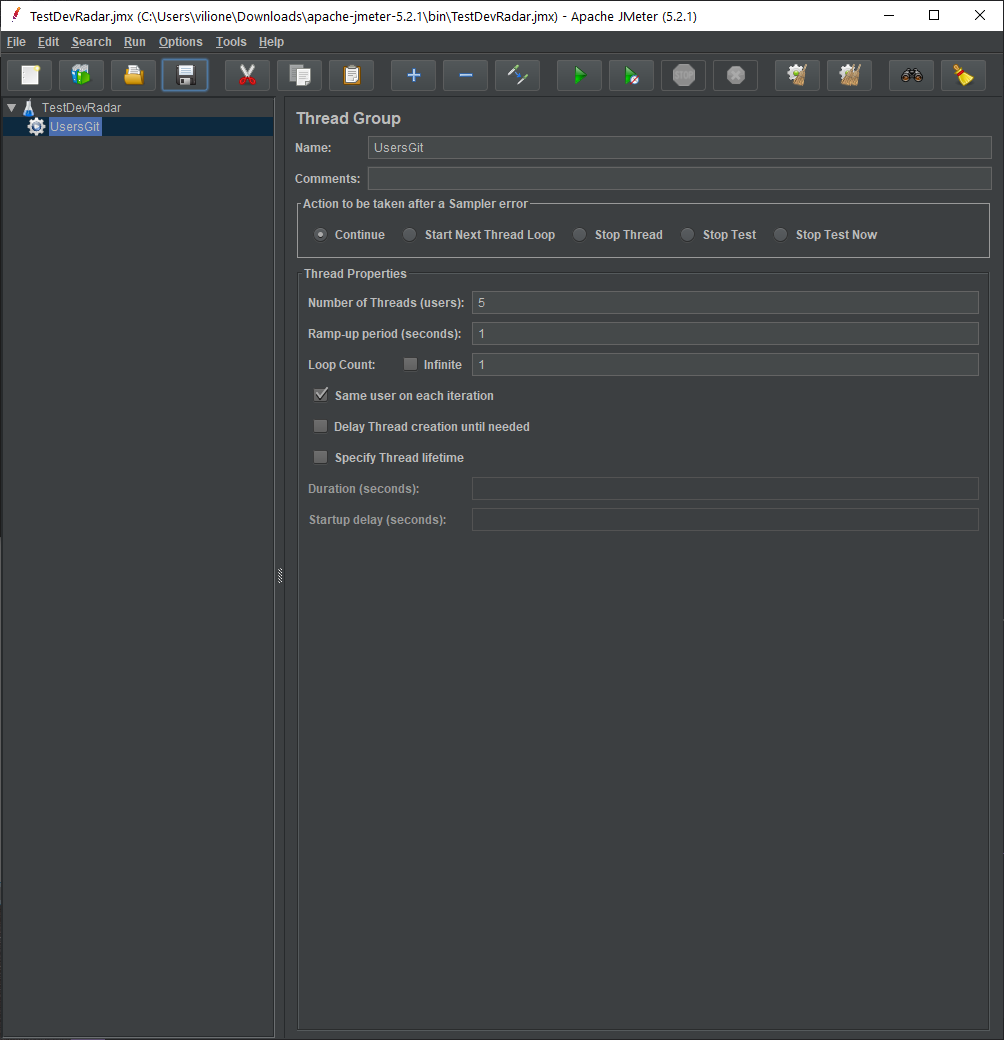 TestDevRadar.jmx (C:\Users\vilione\Downloads\apache-jmeter-5.2.1\bin\TestDevRadar.jmx) - Apache JMeter (5.2.1)
File Edit Search Run Options Tools Help
STOP
TestDevRadar
UsersGit
Thread Group
Name: UsersGit
Comments:
Action to be taken after a Sampler error
Continue Start Next Thread Loop Stop Thread Stop Test Stop Test Now
Thread Properties
Number of Threads (users): 5
Ramp-up period (seconds): 1
Loop Count: Infinite 1
Same user on each iteration
Delay Thread creation until needed
Specify Thread lifetime
Duration (seconds):
Startup delay (seconds):